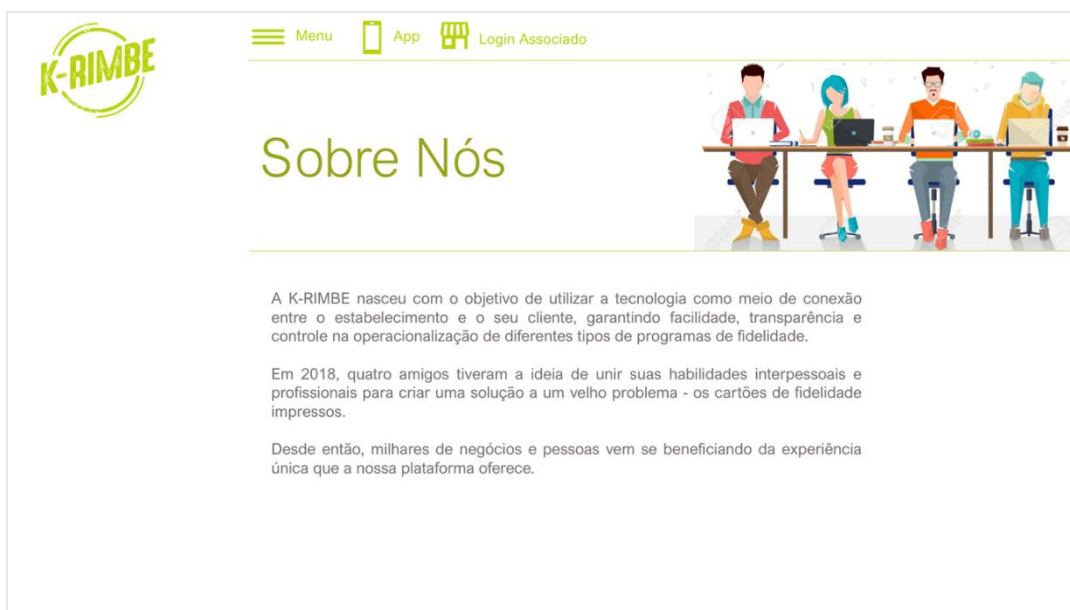 K-RIMBE
Menu
App
Login Associado
Sobre Nós
A K-RIMBE nasceu com o objetivo de utilizar a tecnologia como meio de conexão
entre o estabelecimento e o seu cliente, garantindo facilidade, transparência e
controle na operacionalização de diferentes tipos de programas de fidelidade.
Em 2018, quatro amigos tiveram a ideia de unir suas habilidades interpessoais e
profissionais para criar uma solução a um velho problema - os cartões de fidelidade
impressos.
Desde então, milhares de negócios e pessoas vem se beneficiando da experiência
única que a nossa plataforma oferece.